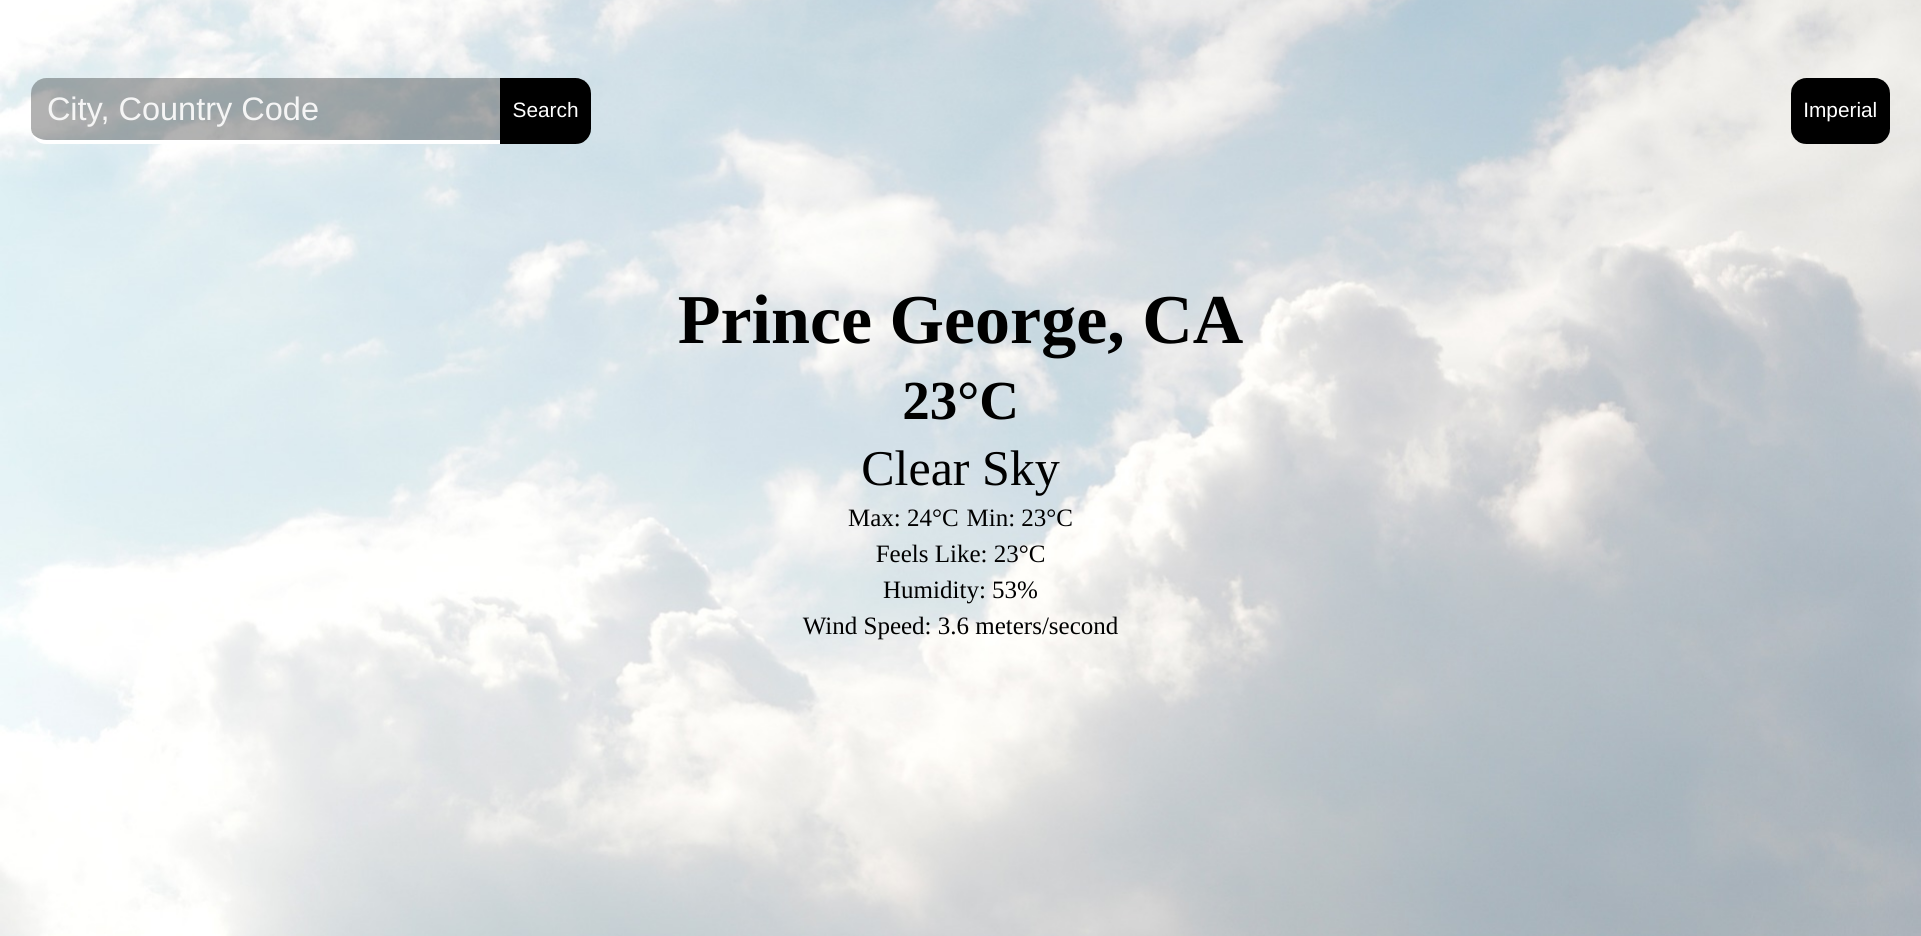 City, Country Code
Search
Imperial
Prince George, CA
23°C
Clear Sky
Max: 24°C Min: 23°C
Feels Like: 23°C
Humidity: 53%
Wind Speed: 3.6 meters/second